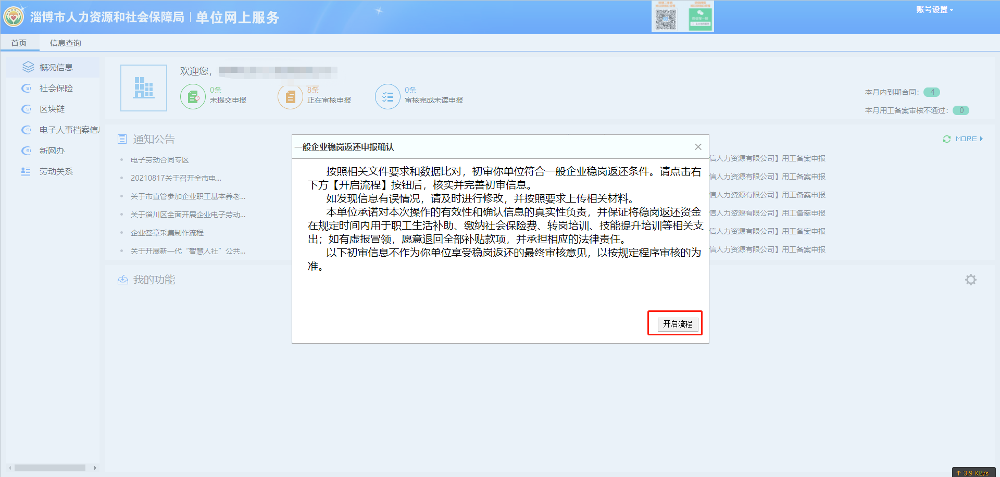 淄博市人力资源和社会保障局 | 单位网上服务
账号设置
首页
信息查询
概况信息
社会保险
区块链
电子人事档案信
新网办
劳动关系
欢迎您，
0条
未提交申报
8条
正在审核申报
0条
审核完成未读申报
本月内到期合同： 4
本月用工备案审核不通过： 0
通知公告
MORE
电子劳动合同专区
20210817关于召开全市电...
关于市直管参加企业职工基本养老...
关于淄川区全面开展企业电子劳动...
企业签章采集制作流程
关于开展新一代“智慧人社”公共...
信人力资源有限公司】用工备案申报
信人力资源有限公司】用工备案申报
信人力资源有限公司】用工备案申报
信人力资源有限公司】用工备案申报
信人力资源有限公司】用工备案申报
信人力资源有限公司】用工备案申报
我的功能
一般企业稳岗返还申报确认
按照相关文件要求和数据比对，初审你单位符合一般企业稳岗返还条件。请点击右
下方【开启流程】按钮后，核实并完善初审信息。
如发现信息有误情况，请及时进行修改，并按照要求上传相关材料。
本单位承诺对本次操作的有效性和确认信息的真实性负责，并保证将稳岗返还资金
在规定时间内用于职工生活补助、缴纳社会保险费、转岗培训、技能提升培训等相关支
出；如有虚报冒领，愿意退回全部补贴款项，并承担相应的法律责任。
以下初审信息不作为你单位享受稳岗返还的最终审核意见，以按规定程序审核的为
准。
开启流程
↑ 3.9 KB/s